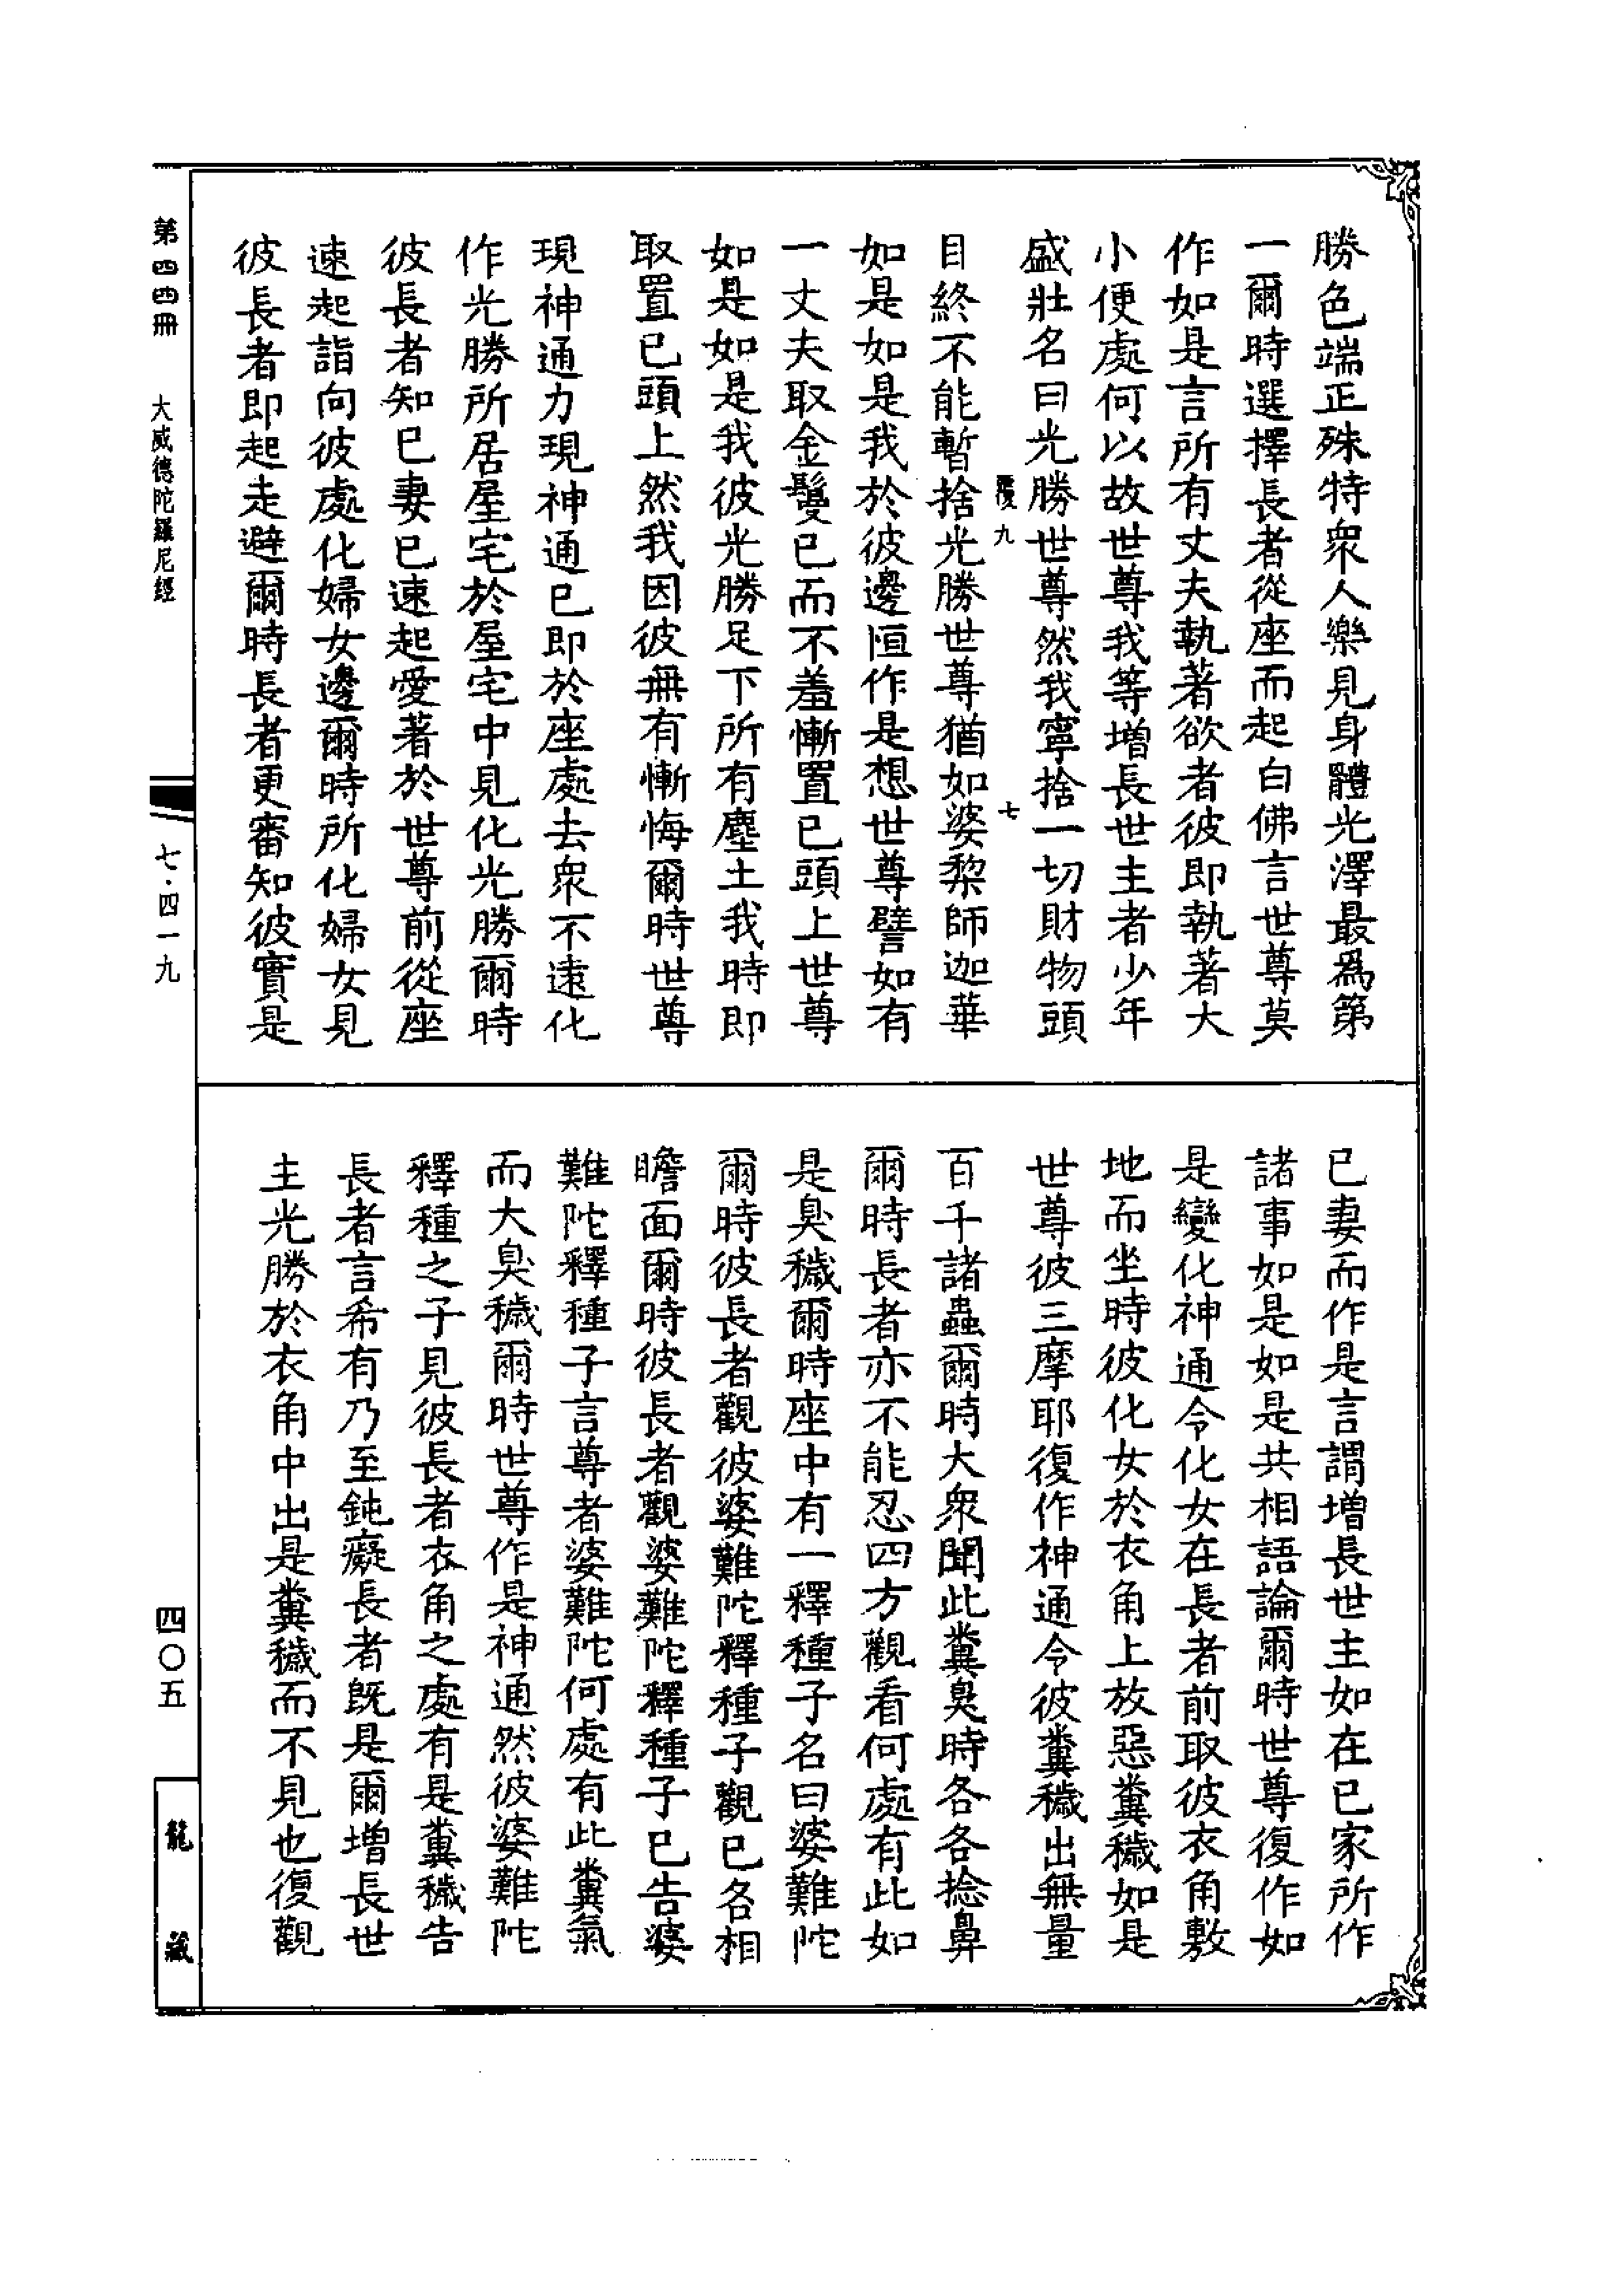 勝色端正殊特衆人樂見身體光澤最爲第
一爾時選擇長者從座而起白佛言世尊莫
作如是言所有丈夫執著欲者彼即執著大
小便處何以故世尊我等增長世主者少年
盛壯名曰光勝世尊然我寧捨一切財物頭
覆九
七
目終不能暫捨光勝世尊猶如婆黎師迦華
如是如是我於彼邊恒作是想世尊譬如有
一丈夫取金鬘已而不羞慚置已頭上世尊
如是如是我彼光勝足下所有塵土我時即
取置已頭上然我因彼無有慚悔爾時世尊
現神通力現神通已即於座處去衆不遠化
作光勝所居屋宅於屋宅中見化光勝爾時
彼長者知已妻已速起愛著於世尊前從座
速起詣向彼處化婦女邊爾時所化婦女見
彼長者即起走避爾時長者更審知彼實是
已妻而作是言謂增長世主如在已家所作
諸事如是如是共相語論爾時世尊復作如
是變化神通令化女在長者前取彼衣角敷
地而坐時彼化女於衣角上放惡糞穢如是
世尊彼三摩耶復作神通令彼糞穢出無量
百千諸蟲爾時大衆聞此糞臭時各各捻鼻
爾時長者亦不能忍四方觀看何處有此如
是臭穢爾時座中有一釋種子名曰婆難陀
爾時彼長者觀彼婆難陀釋種子觀已各相
瞻面爾時彼長者觀婆難陀釋種子已告婆
難陀釋種子言尊者婆難陀何處有此糞氣
而大臭穢爾時世尊作是神通然彼婆難陀
釋種之子見彼長者衣角之處有是糞穢告
長者言希有乃至鈍癡長者既是爾增長世
主光勝於衣角中出是糞穢而不見也復觀
第四四冊
大威德陀羅尼經
七·四一九
四〇五
龍藏